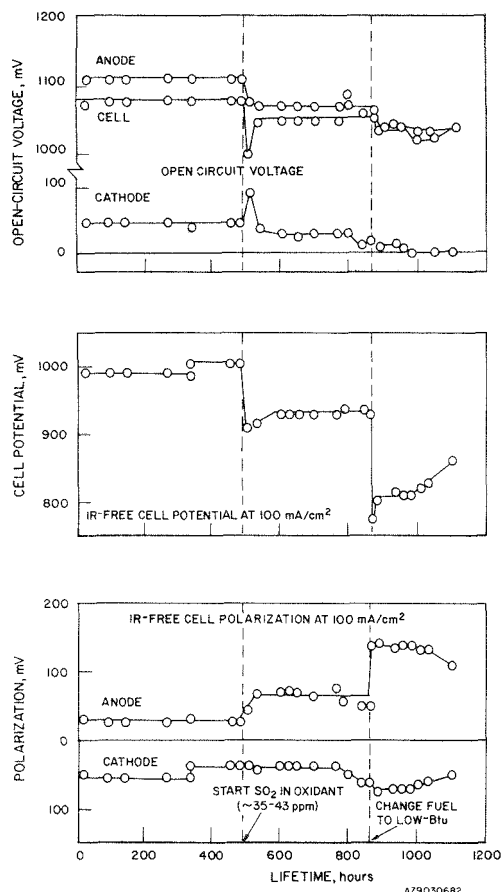 1200
1100
1000
100
0
OPEN-CIRCUIT VOLTAGE, mV
ANODE
CELL
OPEN CIRCUIT VOLTAGE
CATHODE
1000
900
800
CELL POTENTIAL, mV
IR-FREE CELL POTENTIAL AT 100 mA/cm²
200
100
0
100
POLARIZATION, mV
IR-FREE CELL POLARIZATION AT 100 mA/cm²
ANODE
CATHODE
START SO₂ IN OXIDANT
(~35-43 ppm)
CHANGE FUEL
TO LOW-Btu
0 200 400 600 800 1000 1200
LIFETIME, hours
A79030682